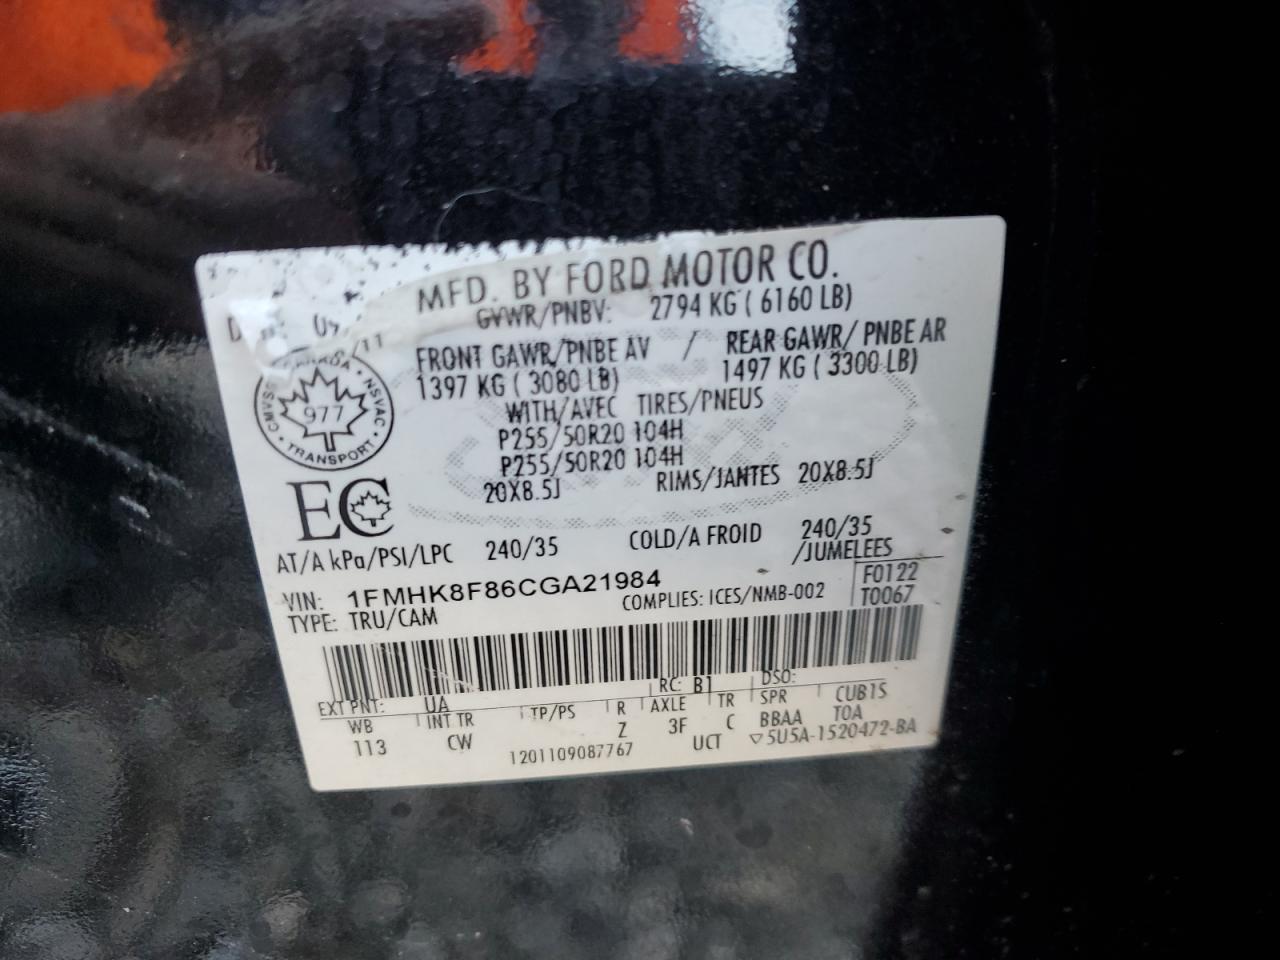 MFD. BY FORD MOTOR CO.
GVWR/PNBV: 2794 KG ( 6160 LB)
/11
FRONT GAWR/PNBE AV / REAR GAWR/ PNBE AR
1397 KG ( 3080 LB) 1497 KG ( 3300 LB)
WITH/AVEC TIRES/PNEUS
P255/50R20 104H
P255/50R20 104H
20X8.5J RIMS/JANTES 20X8.5J
CANADA · NSVAC · TRANSPORT · CMVSS
977
EC
AT/A kPa/PSI/LPC 240/35 COLD/A FROID 240/35
/JUMELEES
VIN: 1FMHK8F86CGA21984
F0122
TYPE: TRU/CAM COMPLIES: ICES/NMB-002 T0067
EXT PNT: UA RC: B1 DSO:
WB INT TR TP/PS R AXLE TR SPR CUB1S
113 CW Z 3F C BBAA TOA
1201109087767 UCT ▽5U5A-1520472-BA